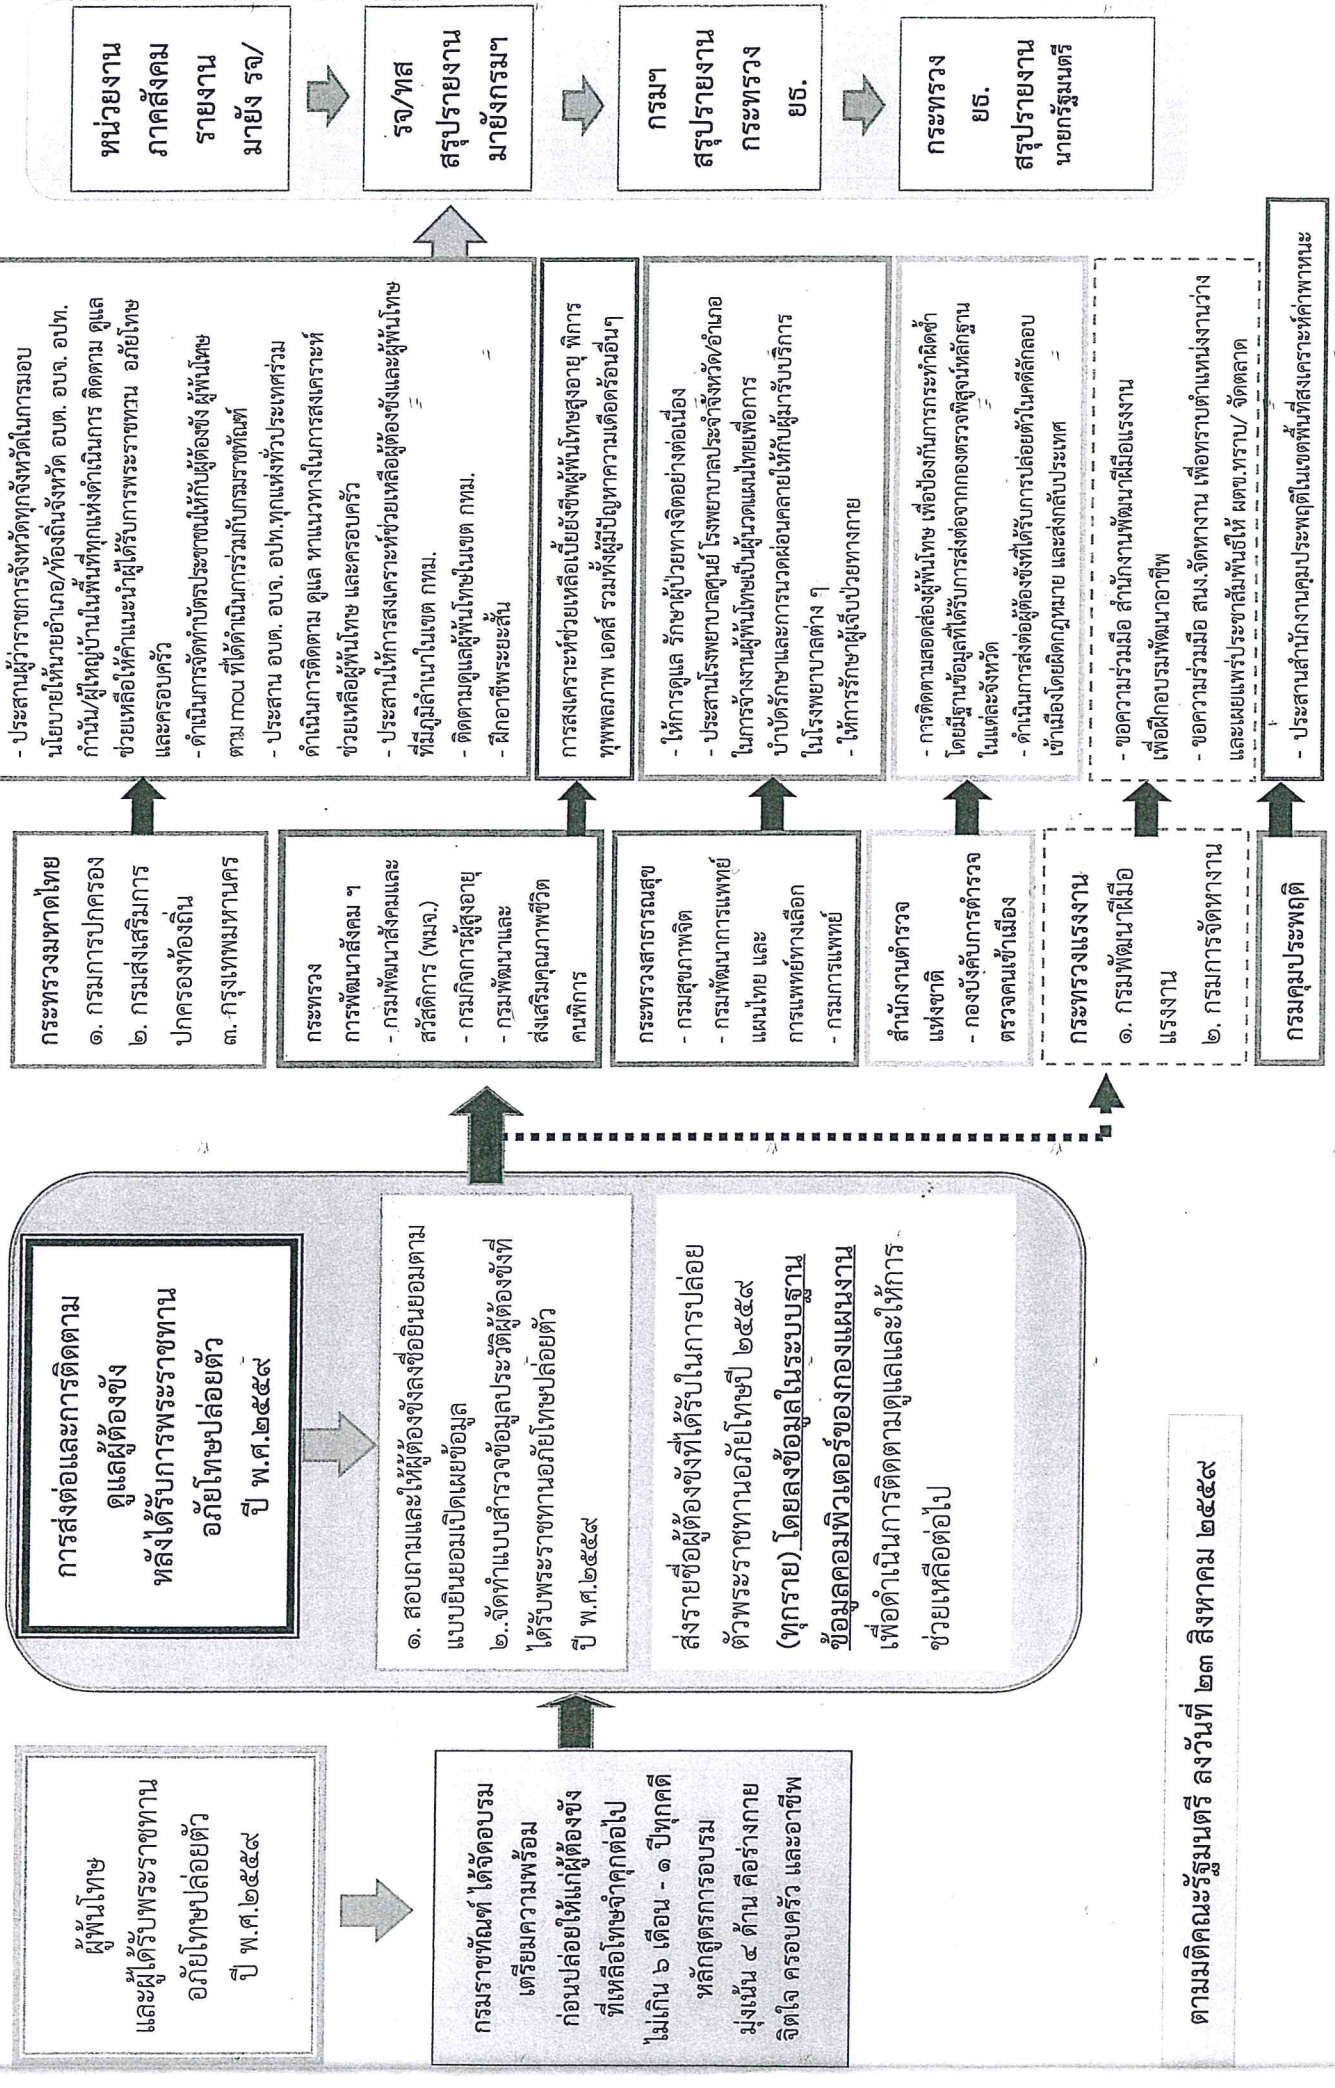 ผู้พ้นโทษ
และผู้ได้รับพระราชทาน
อภัยโทษปล่อยตัว
ปี พ.ศ.๒๕๕๙
กรมราชทัณฑ์ ได้จัดอบรม
เตรียมความพร้อม
ก่อนปล่อยให้แก่ผู้ต้องขัง
ที่เหลือโทษจำคุกต่อไป
ไม่เกิน ๖ เดือน - ๑ ปีทุกคดี
หลักสูตรการอบรม
มุ่งเน้น ๔ ด้าน คือร่างกาย
จิตใจ ครอบครัว และอาชีพ
การส่งต่อและการติดตาม
ดูแลผู้ต้องขัง
หลังได้รับการพระราชทาน
อภัยโทษปล่อยตัว
ปี พ.ศ.๒๕๕๙
๑. สอบถามและให้ผู้ต้องขังลงชื่อยินยอมตาม
แบบยินยอมเปิดเผยข้อมูล
๒..จัดทำแบบสำรวจข้อมูลประวัติผู้ต้องขังที่
ได้รับพระราชทานอภัยโทษปล่อยตัว
ปี พ.ศ.๒๕๕๙
ส่งรายชื่อผู้ต้องขังที่ได้รับในการปล่อย
ตัวพระราชทานอภัยโทษปี ๒๕๕๙
(ทุกราย) โดยลงข้อมูลในระบบฐาน
ข้อมูลคอมพิวเตอร์ของกองแผนงาน
เพื่อดำเนินการติดตามดูแลและให้การ
ช่วยเหลือต่อไป
กระทรวงมหาดไทย
๑. กรมการปกครอง
๒. กรมส่งเสริมการ
ปกครองท้องถิ่น
๓. กรุงเทพมหานคร
กระทรวง
การพัฒนาสังคม ฯ
- กรมพัฒนาสังคมและ
สวัสดิการ (พมจ.)
- กรมกิจการผู้สูงอายุ
- กรมพัฒนาและ
ส่งเสริมคุณภาพชีวิต
คนพิการ
กระทรวงสาธารณสุข
- กรมสุขภาพจิต
- กรมพัฒนาการแพทย์
แผนไทย และ
การแพทย์ทางเลือก
- กรมการแพทย์
สำนักงานตำรวจ
แห่งชาติ
- กองบังคับการตำรวจ
ตรวจคนเข้าเมือง
กระทรวงแรงงาน
๑. กรมพัฒนาฝีมือ
แรงงาน
๒. กรมการจัดหางาน
กรมคุมประพฤติ
- ประสานผู้ว่าราชการจังหวัดทุกจังหวัดในการมอบ
นโยบายให้นายอำเภอ/ท้องถิ่นจังหวัด อบต. อบจ. อปท.
กำนัน/ผู้ใหญ่บ้านในพื้นที่ทุกแห่งดำเนินการ ติดตาม ดูแล
ช่วยเหลือให้คำแนะนำผู้ได้รับการพระราชทาน อภัยโทษ
และครอบครัว
- ดำเนินการจัดทำบัตรประชาชนให้กับผู้ต้องขัง ผู้พ้นโทษ
ตาม mou ที่ได้ดำเนินการร่วมกับกรมราชทัณฑ์
- ประสาน อบต. อบจ. อปท.ทุกแห่งทั่วประเทศร่วม
ดำเนินการติดตาม ดูแล หาแนวทางในการสงเคราะห์
ช่วยเหลือผู้พ้นโทษ และครอบครัว
- ประสานให้การสงเคราะห์ช่วยเหลือผู้ต้องขังและผู้พ้นโทษ
ที่มีภูมิลำเนาในเขต กทม.
- ติดตามดูแลผู้พ้นโทษในเขต กทม.
- ฝึกอาชีพระยะสั้น
การสงเคราะห์ช่วยเหลือเบี้ยยังชีพผู้พ้นโทษสูงอายุ พิการ
ทุพพลภาพ เอดส์ รวมทั้งผู้มีปัญหาความเดือดร้อนอื่นๆ
- ให้การดูแล รักษาผู้ป่วยทางจิตอย่างต่อเนื่อง
- ประสานโรงพยาบาลศูนย์ โรงพยาบาลประจำจังหวัด/อำเภอ
ในการจ้างงานผู้พ้นโทษเป็นผู้นวดแผนไทยเพื่อการ
บำบัดรักษาและการนวดผ่อนคลายให้กับผู้มารับบริการ
ในโรงพยาบาลต่าง ๆ
- ให้การรักษาผู้เจ็บป่วยทางกาย
- การติดตามสอดส่องผู้พ้นโทษ เพื่อป้องกันการกระทำผิดซ้ำ
โดยมีฐานข้อมูลที่ได้รับการส่งต่อจากกองตรวจพิสูจน์หลักฐาน
ในแต่ละจังหวัด
- ดำเนินการส่งต่อผู้ต้องขังที่ได้รับการปล่อยตัวในคดีลักลอบ
เข้าเมืองโดยผิดกฎหมาย และส่งกลับประเทศ
- ขอความร่วมมือ สำนักงานพัฒนาฝีมือแรงงาน
เพื่อฝึกอบรมพัฒนาอาชีพ
- ขอความร่วมมือ สนง.จัดหางาน เพื่อทราบตำแหน่งงานว่าง
และเผยแพร่ประชาสัมพันธ์ให้ ผตข.ทราบ/ จัดตลาด
- ประสานสำนักงานคุมประพฤติในเขตพื้นที่สงเคราะห์ค่าพาหนะ
หน่วยงาน
ภาคสังคม
รายงาน
มายัง รจ/
รจ/ทส
สรุปรายงาน
มายังกรมฯ
กรมฯ
สรุปรายงาน
กระทรวง
ยธ.
กระทรวง
ยธ.
สรุปรายงาน
นายกรัฐมนตรี
ตามมติคณะรัฐมนตรี ลงวันที่ ๒๓ สิงหาคม ๒๕๕๙